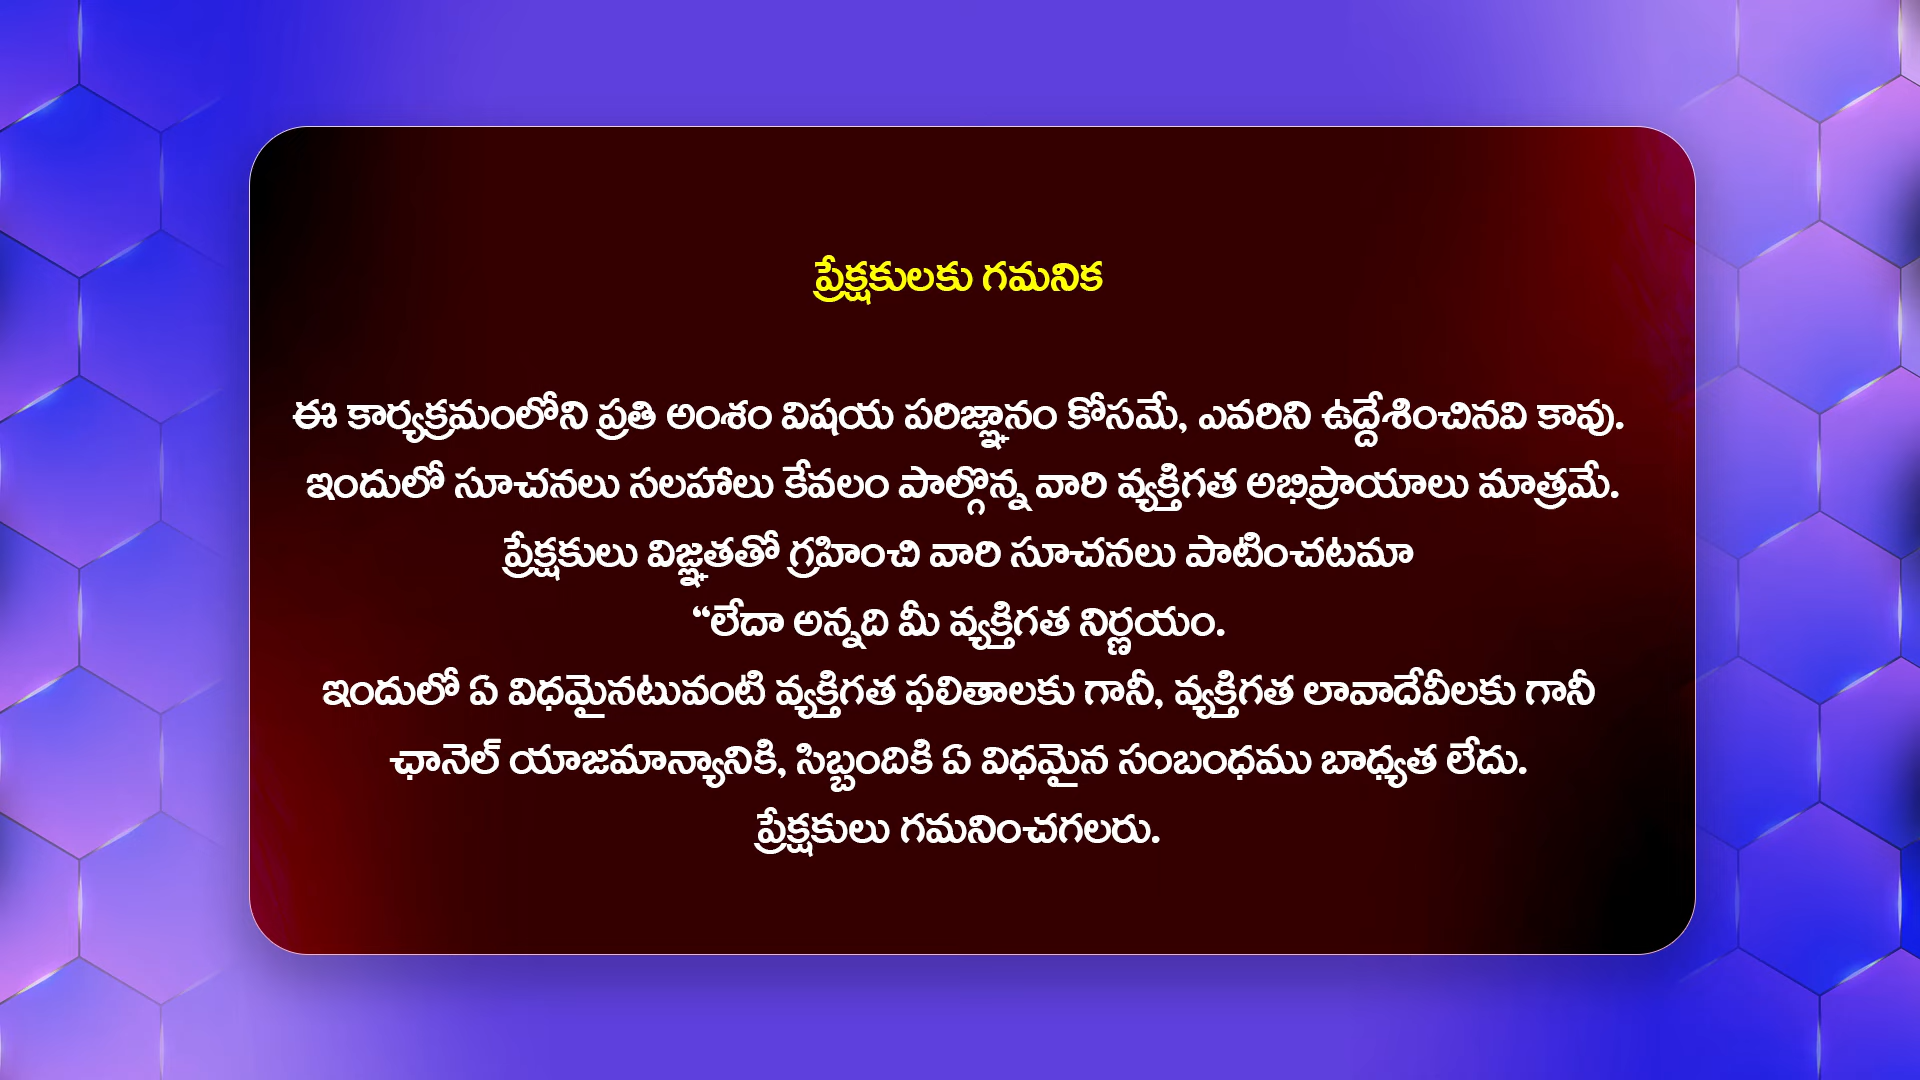 ప్రేక్షకులకు గమనిక
ఈ కార్యక్రమంలోని ప్రతి అంశం విషయ పరిజ్ఞానం కోసమే, ఎవరిని ఉద్దేశించినవి కావు.
ఇందులో సూచనలు సలహాలు కేవలం పాల్గొన్న వారి వ్యక్తిగత అభిప్రాయాలు మాత్రమే.
ప్రేక్షకులు విజ్ఞతతో గ్రహించి వారి సూచనలు పాటించటమా
“లేదా అన్నది మీ వ్యక్తిగత నిర్ణయం.
ఇందులో ఏ విధమైనటువంటి వ్యక్తిగత ఫలితాలకు గానీ, వ్యక్తిగత లావాదేవీలకు గానీ
ఛానెల్ యాజమాన్యానికి, సిబ్బందికి ఏ విధమైన సంబంధము బాధ్యత లేదు.
ప్రేక్షకులు గమనించగలరు.